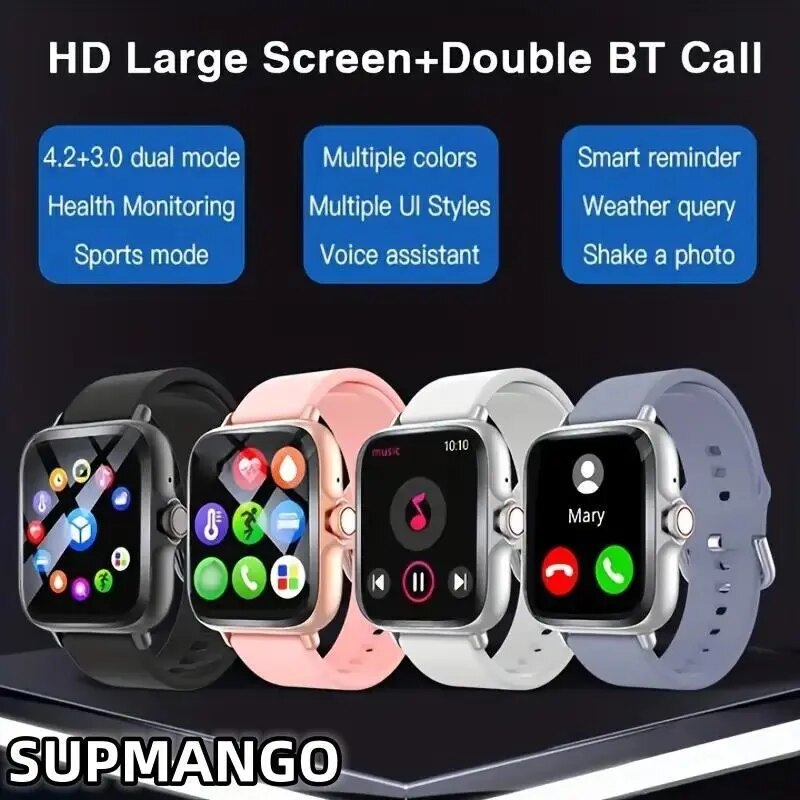 HD Large Screen+Double BT Call
4.2+3.0 dual mode
Health Monitoring
Sports mode
Multiple colors
Multiple UI Styles
Voice assistant
Smart reminder
Weather query
Shake a photo
music
10:10
Mary
SUPMANGO